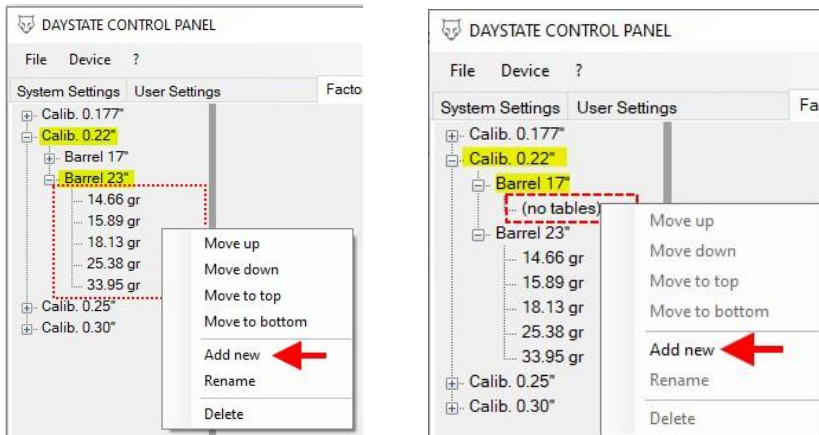 DAYSTATE CONTROL PANEL
File Device ?
System Settings User Settings Facto
Calib. 0.177"
Calib. 0.22"
Barrel 17"
Barrel 23"
14.66 gr
15.89 gr
18.13 gr
25.38 gr
33.95 gr
Calib. 0.25"
Calib. 0.30"
Move up
Move down
Move to top
Move to bottom
Add new
Rename
Delete
DAYSTATE CONTROL PANEL
File Device ?
System Settings User Settings Fa
Calib. 0.177"
Calib. 0.22"
Barrel 17"
(no tables)
Barrel 23"
14.66 gr
15.89 gr
18.13 gr
25.38 gr
33.95 gr
Calib. 0.25"
Calib. 0.30"
Move up
Move down
Move to top
Move to bottom
Add new
Rename
Delete